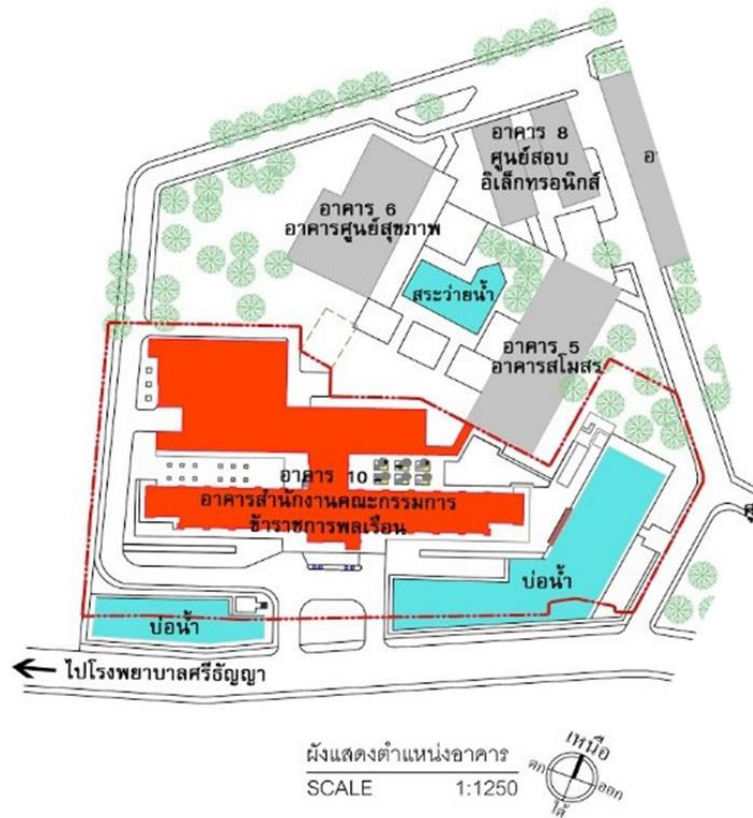 อาคาร 8
ศูนย์สอบ
อิเล็กทรอนิกส์
อาคาร 6
อาคารศูนย์สุขภาพ
สระว่ายน้ำ
อาคาร 5
อาคารสโมสร
อาคาร 10
อาคารสำนักงานคณะกรรมการ
ข้าราชการพลเรือน
บ่อน้ำ
บ่อน้ำ
ไปโรงพยาบาลศรีธัญญา
ผังแสดงตำแหน่งอาคาร
SCALE 1:1250
เหนือ
ตก
ออก
ใต้